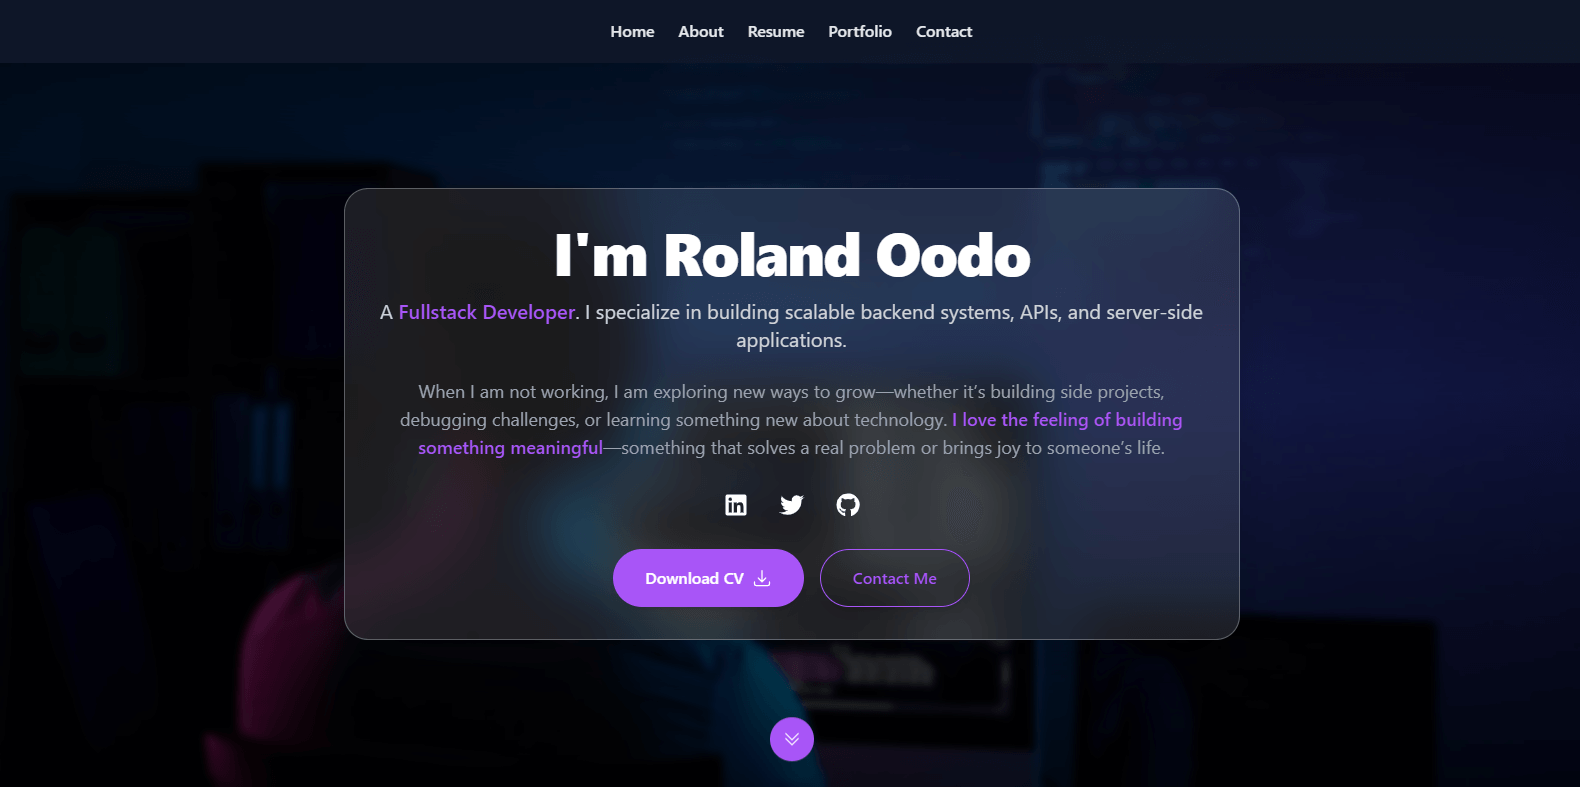 Home About Resume Portfolio Contact
I'm Roland Oodo
A Fullstack Developer. I specialize in building scalable backend systems, APIs, and server-side
applications.
When I am not working, I am exploring new ways to grow—whether it’s building side projects,
debugging challenges, or learning something new about technology. I love the feeling of building
something meaningful—something that solves a real problem or brings joy to someone’s life.
Download CV Contact Me